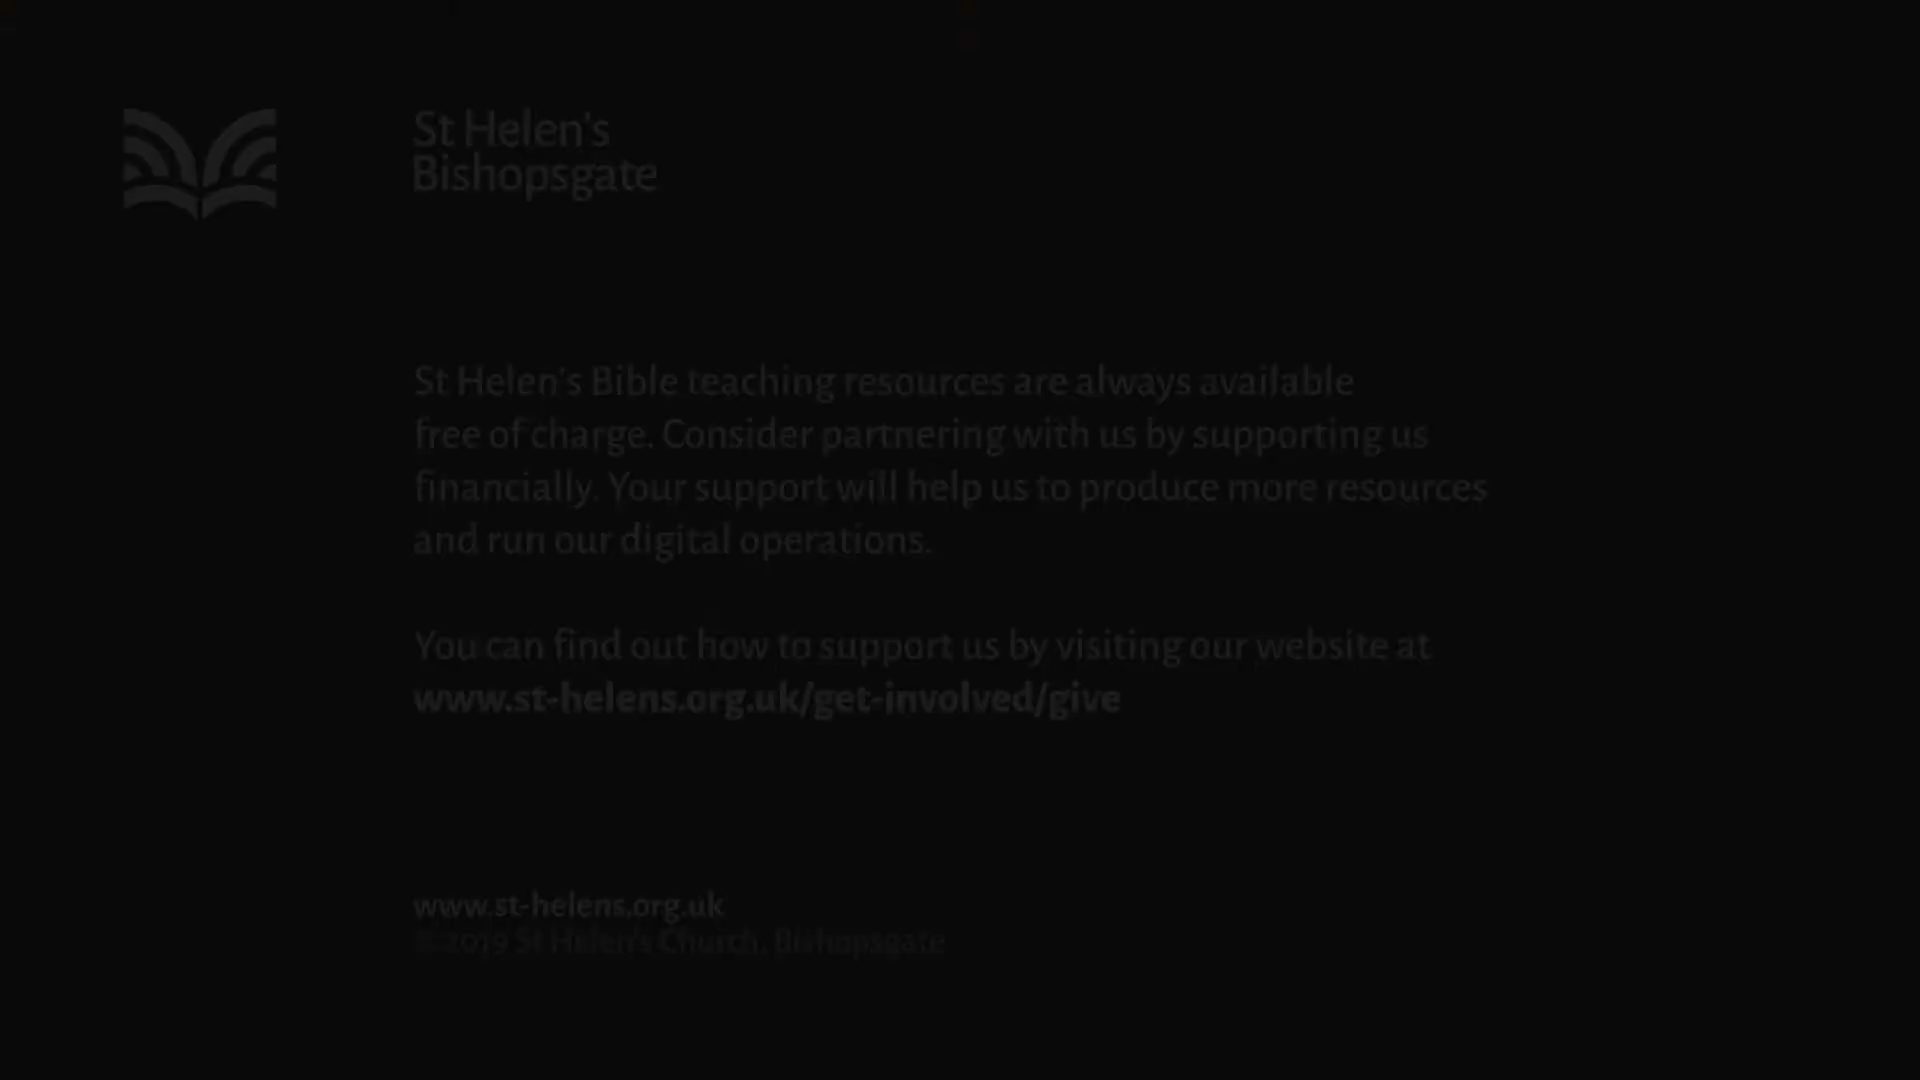 St Helen's
Bishopsgate
St Helen's Bible teaching resources are always available
free of charge. Consider partnering with us by supporting us
financially. Your support will help us to produce more resources
and run our digital operations.
You can find out how to support us by visiting our website at
www.st-helens.org.uk/get-involved/give
www.st-helens.org.uk
© 2019 St Helen's Church, Bishopsgate